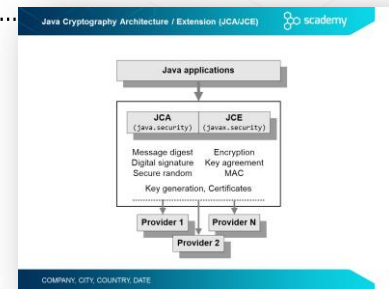 Java Cryptography Architecture / Extension (JCA/JCE)
scademy
Java applications
JCA
(java.security)
JCE
(javax.security)
Message digest
Digital signature
Secure random
Encryption
Key agreement
MAC
Key generation, Certificates
Provider 1
Provider N
Provider 2
COMPANY, CITY, COUNTRY, DATE